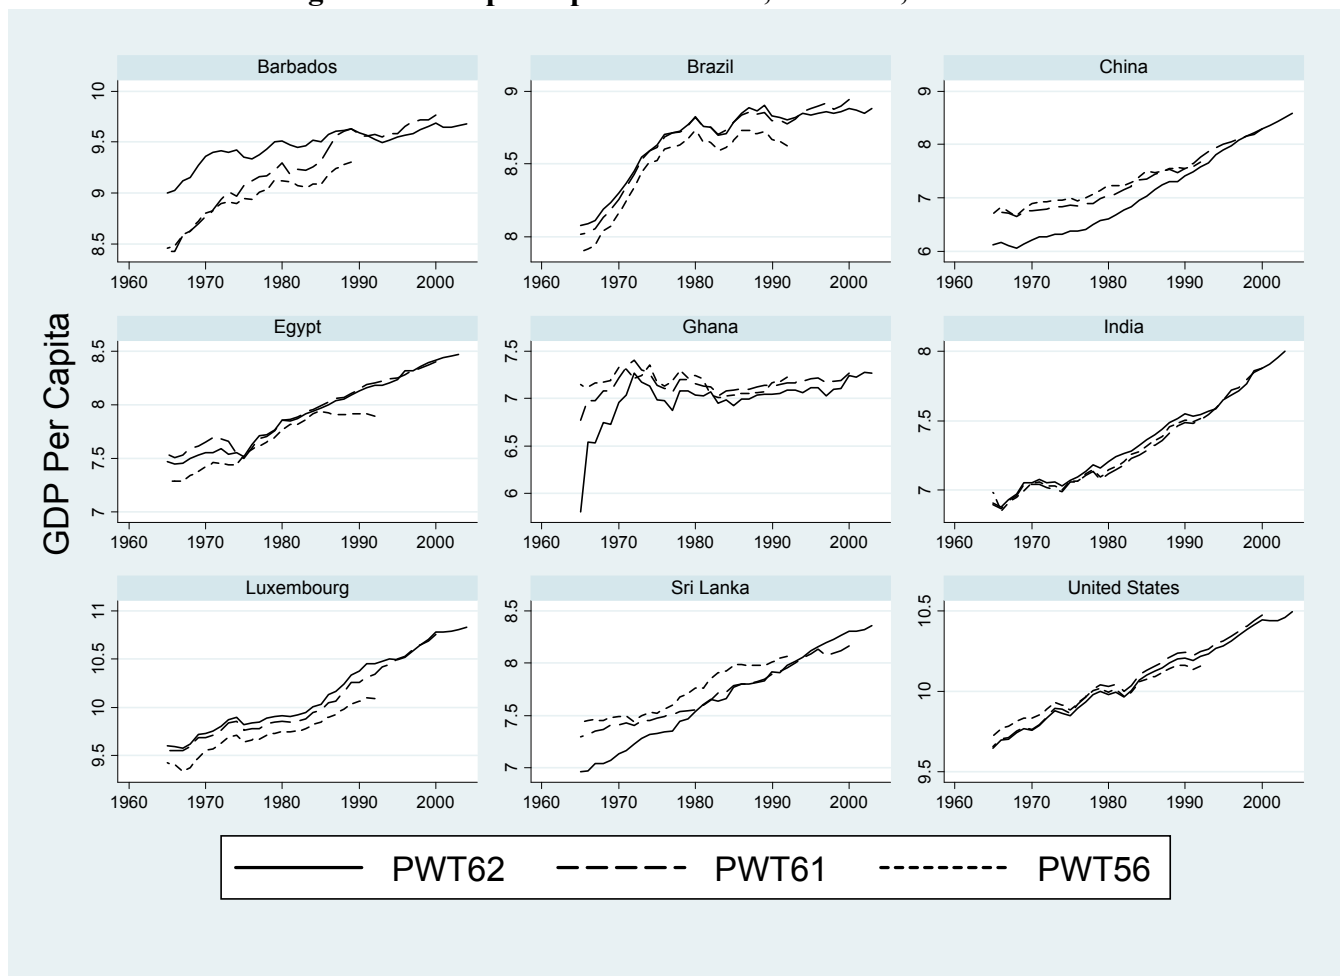 GDP Per Capita
Barbados
10
9.5
9
8.5
1960 1970 1980 1990 2000
Brazil
9
8.5
8
1960 1970 1980 1990 2000
China
9
8
7
6
1960 1970 1980 1990 2000
Egypt
8.5
8
7.5
7
1960 1970 1980 1990 2000
Ghana
7.5
7
6.5
6
1960 1970 1980 1990 2000
India
8
7.5
7
1960 1970 1980 1990 2000
Luxembourg
11
10.5
10
9.5
1960 1970 1980 1990 2000
Sri Lanka
8.5
8
7.5
7
1960 1970 1980 1990 2000
United States
10.5
10
9.5
1960 1970 1980 1990 2000
PWT62 PWT61 PWT56